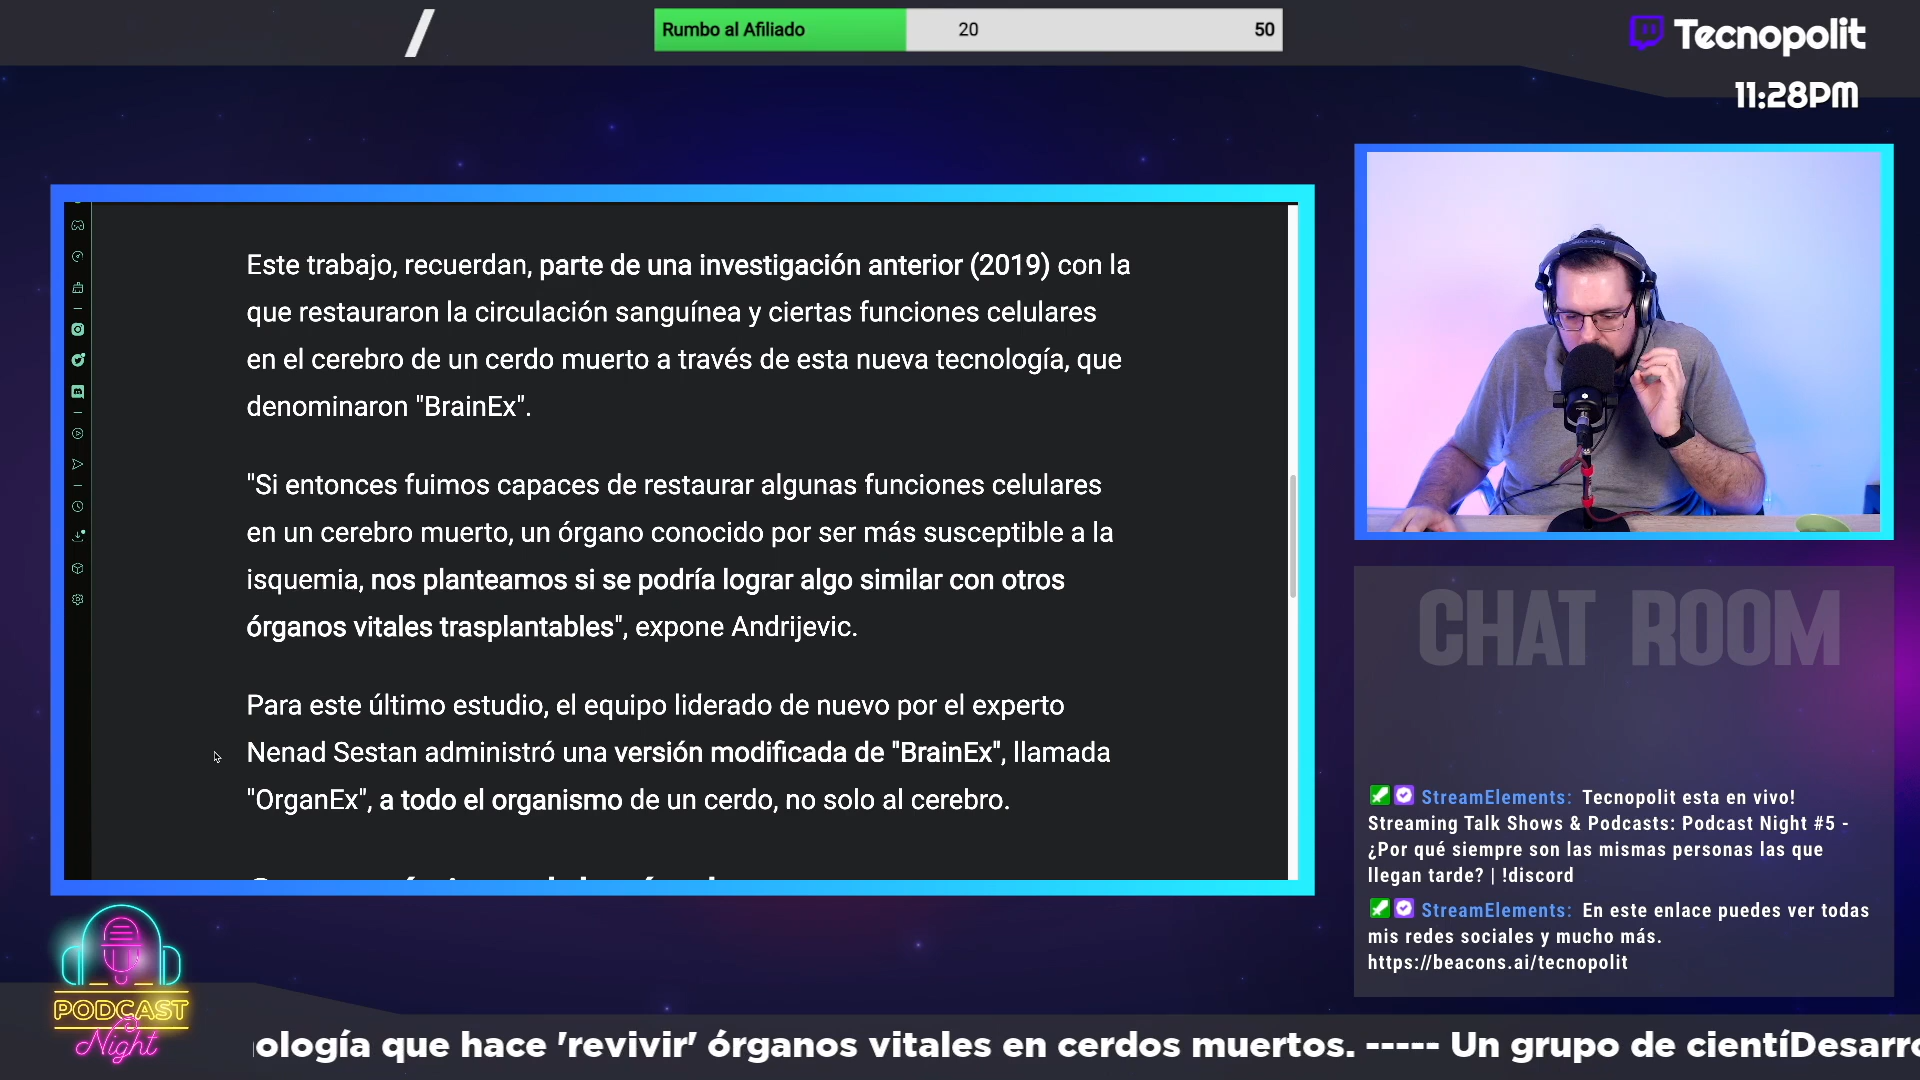 Rumbo al Afiliado 20 50
Tecnopolit
11:28PM
Este trabajo, recuerdan, parte de una investigación anterior (2019) con la
que restauraron la circulación sanguínea y ciertas funciones celulares
en el cerebro de un cerdo muerto a través de esta nueva tecnología, que
denominaron "BrainEx".
"Si entonces fuimos capaces de restaurar algunas funciones celulares
en un cerebro muerto, un órgano conocido por ser más susceptible a la
isquemia, nos planteamos si se podría lograr algo similar con otros
órganos vitales trasplantables", expone Andrijevic.
Para este último estudio, el equipo liderado de nuevo por el experto
Nenad Sestan administró una versión modificada de "BrainEx", llamada
"OrganEx", a todo el organismo de un cerdo, no solo al cerebro.
CHAT ROOM
StreamElements: Tecnopolit esta en vivo!
Streaming Talk Shows & Podcasts: Podcast Night #5 -
¿Por qué siempre son las mismas personas las que
llegan tarde? | !discord
StreamElements: En este enlace puedes ver todas
mis redes sociales y mucho más.
https://beacons.ai/tecnopolit
PODCAST
Night
ología que hace 'revivir' órganos vitales en cerdos muertos. ----- Un grupo de cientíDesarro